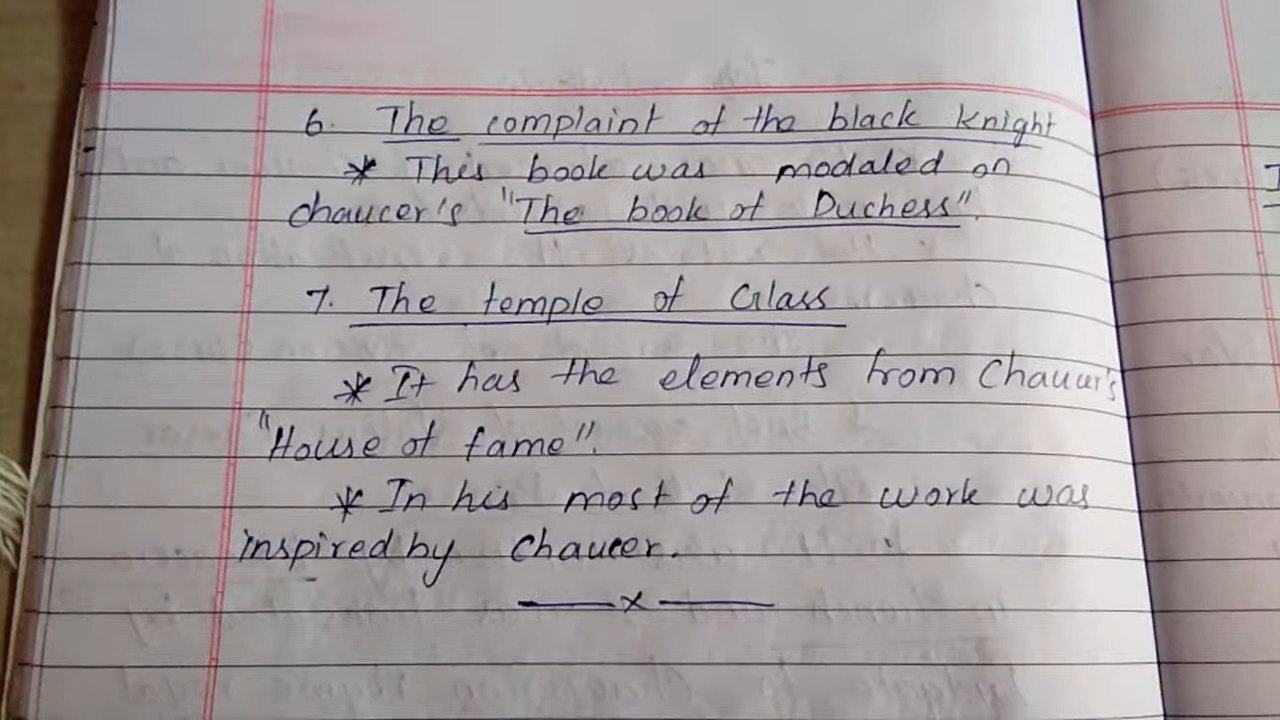 6. The complaint of the black Knight
* This book was modaled on
chaucer's "The book of Duchess".
7. The temple of Glass
* It has the elements from Chaucer's
"House of fame".
* In his most of the work was
inspired by Chaucer.
x